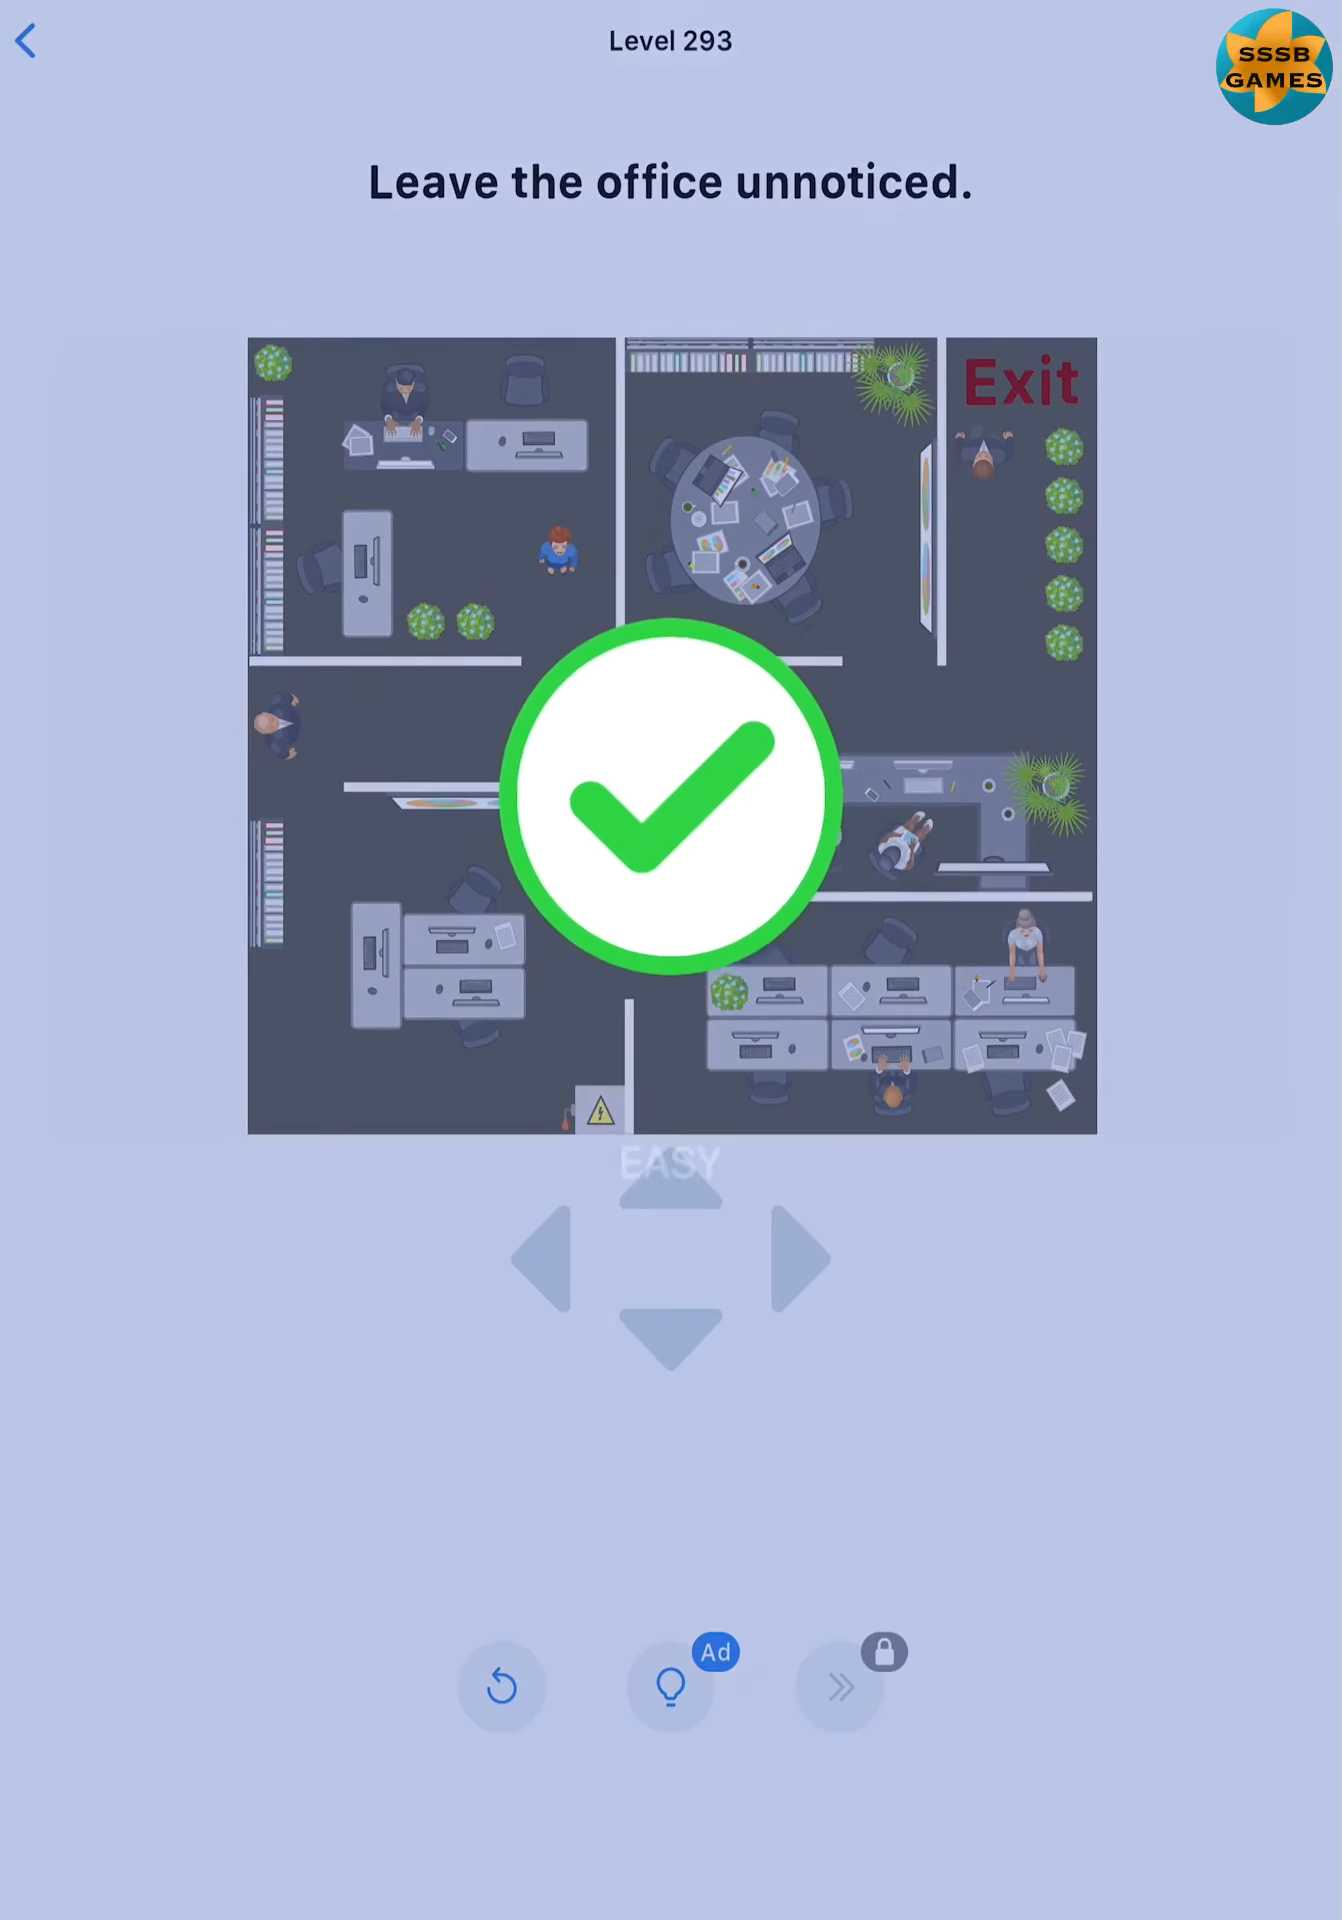 Level 293
SSSB
GAMES
Leave the office unnoticed.
Exit
EASY
Ad